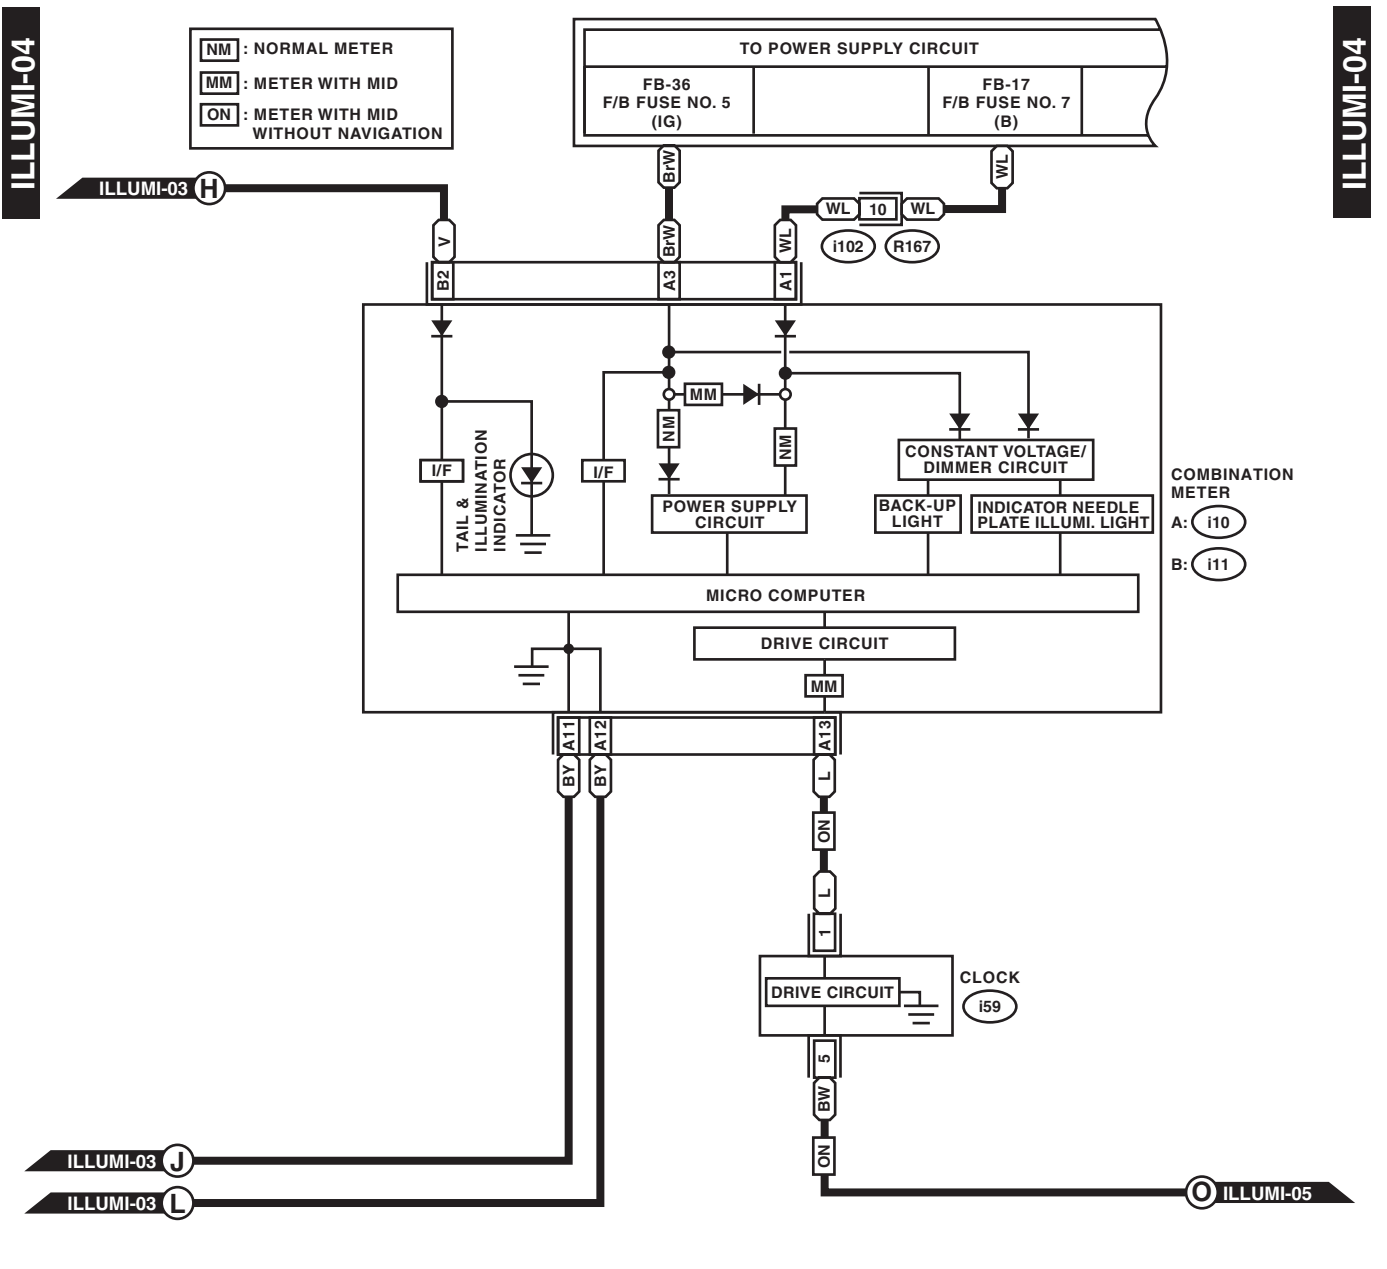 ILLUMI-04
ILLUMI-04
NM : NORMAL METER
MM : METER WITH MID
ON : METER WITH MID
WITHOUT NAVIGATION
TO POWER SUPPLY CIRCUIT
FB-36
F/B FUSE NO. 5
(IG)
FB-17
F/B FUSE NO. 7
(B)
BrW
WL
ILLUMI-03 H
WL 10 WL
V
BrW
WL
i102
R167
B2
A3
A1
MM
NM
NM
I/F
TAIL &
ILLUMINATION
INDICATOR
I/F
CONSTANT VOLTAGE/
DIMMER CIRCUIT
POWER SUPPLY
CIRCUIT
BACK-UP
LIGHT
INDICATOR NEEDLE
PLATE ILLUMI. LIGHT
COMBINATION
METER
A: i10
B: i11
MICRO COMPUTER
DRIVE CIRCUIT
MM
A11
A12
A13
BY
BY
L
ON
L
1
DRIVE CIRCUIT
CLOCK
i59
5
BW
ON
ILLUMI-03 J
ILLUMI-03 L
O ILLUMI-05